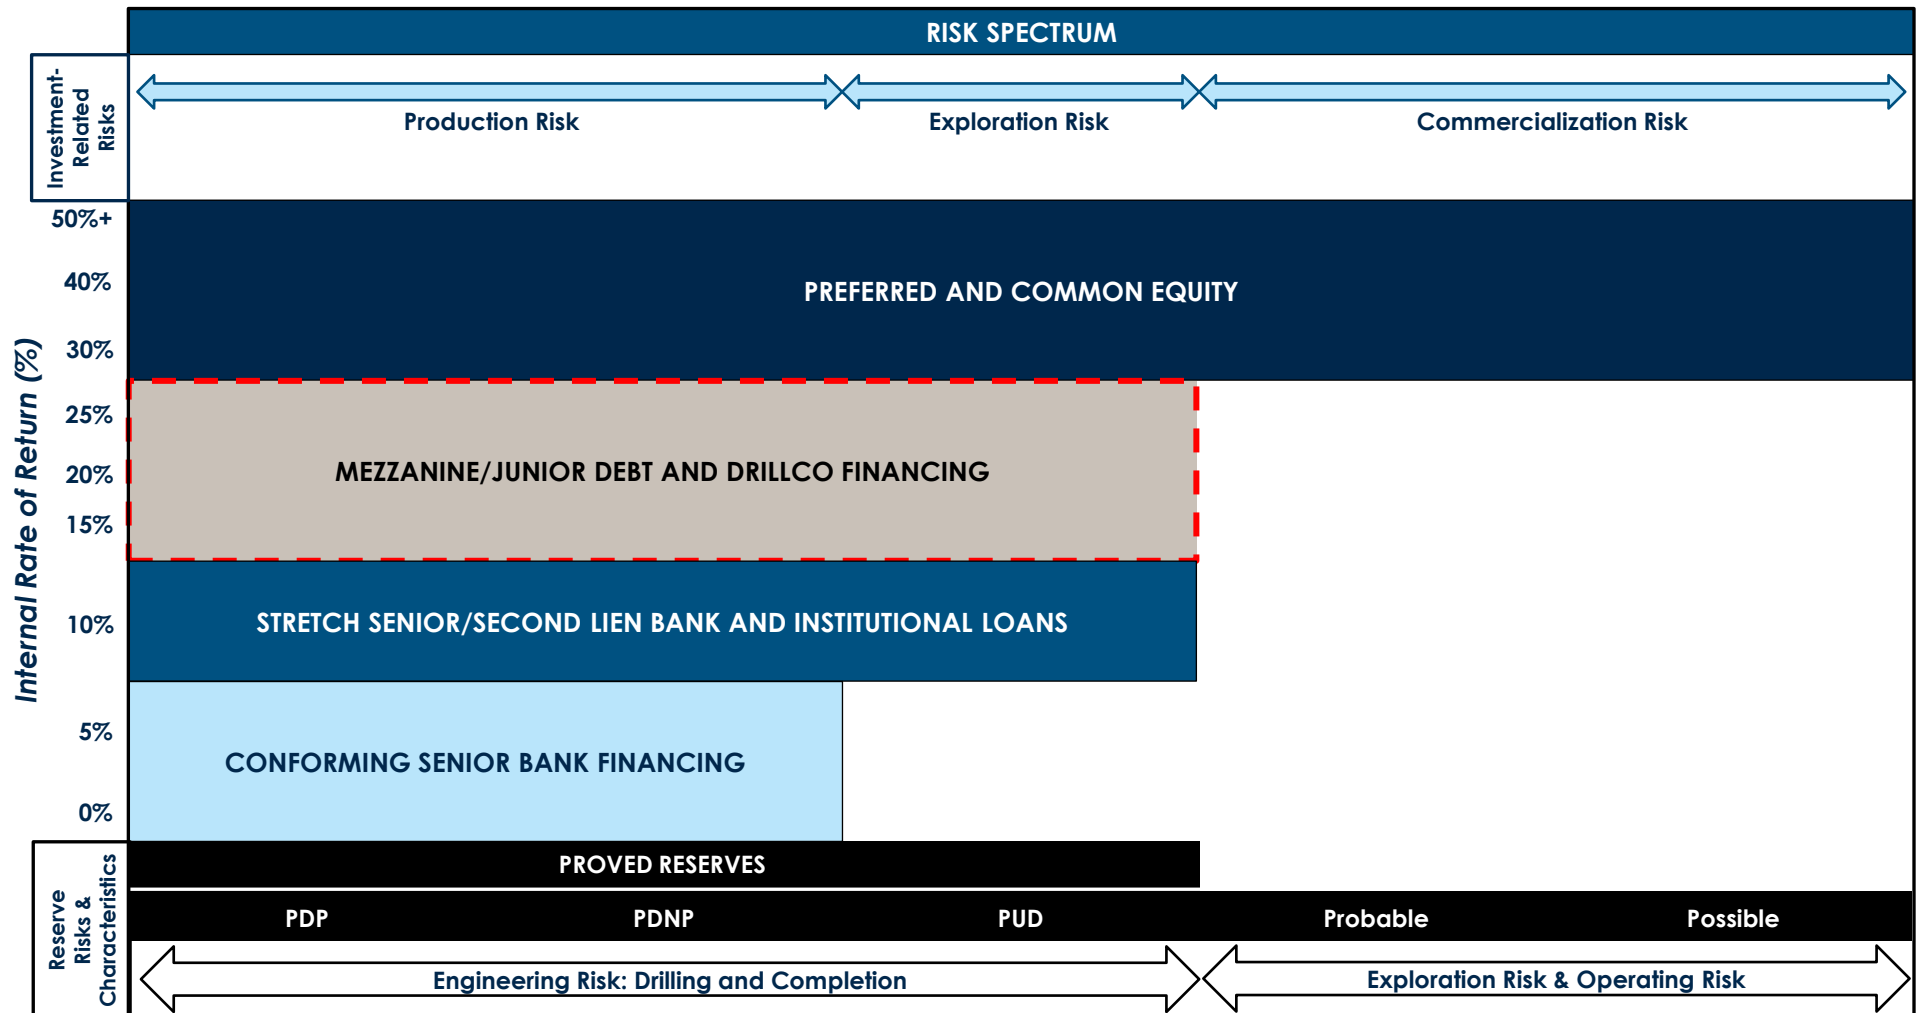 RISK SPECTRUM
Investment-
Related
Risks
Production Risk
Exploration Risk
Commercialization Risk
Internal Rate of Return (%)
50%+
40%
30%
25%
20%
15%
10%
5%
0%
PREFERRED AND COMMON EQUITY
MEZZANINE/JUNIOR DEBT AND DRILLCO FINANCING
STRETCH SENIOR/SECOND LIEN BANK AND INSTITUTIONAL LOANS
CONFORMING SENIOR BANK FINANCING
Reserve
Risks &
Characteristics
PROVED RESERVES
PDP
PDNP
PUD
Probable
Possible
Engineering Risk: Drilling and Completion
Exploration Risk & Operating Risk